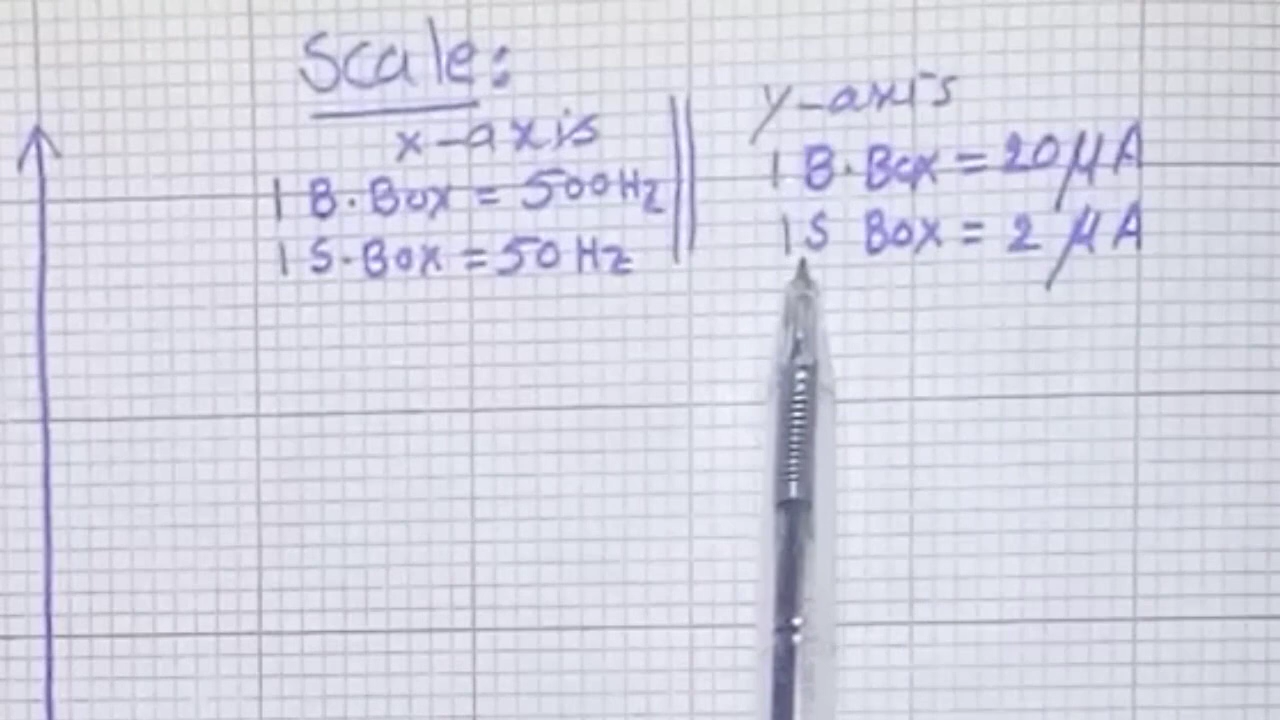 Scale:
x-axis
1 B.Box = 500Hz
1 S.Box = 50 Hz
y-axis
1 B.Box = 20 μA
1 S Box = 2 μA